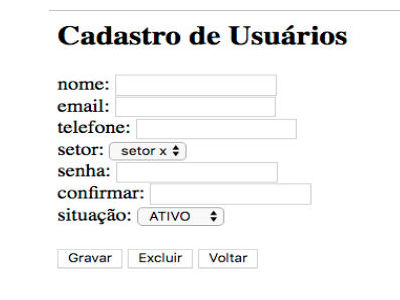 Cadastro de Usuários
nome:
email:
telefone:
setor: setor x
senha:
confirmar:
situação: ATIVO
Gravar Excluir Voltar